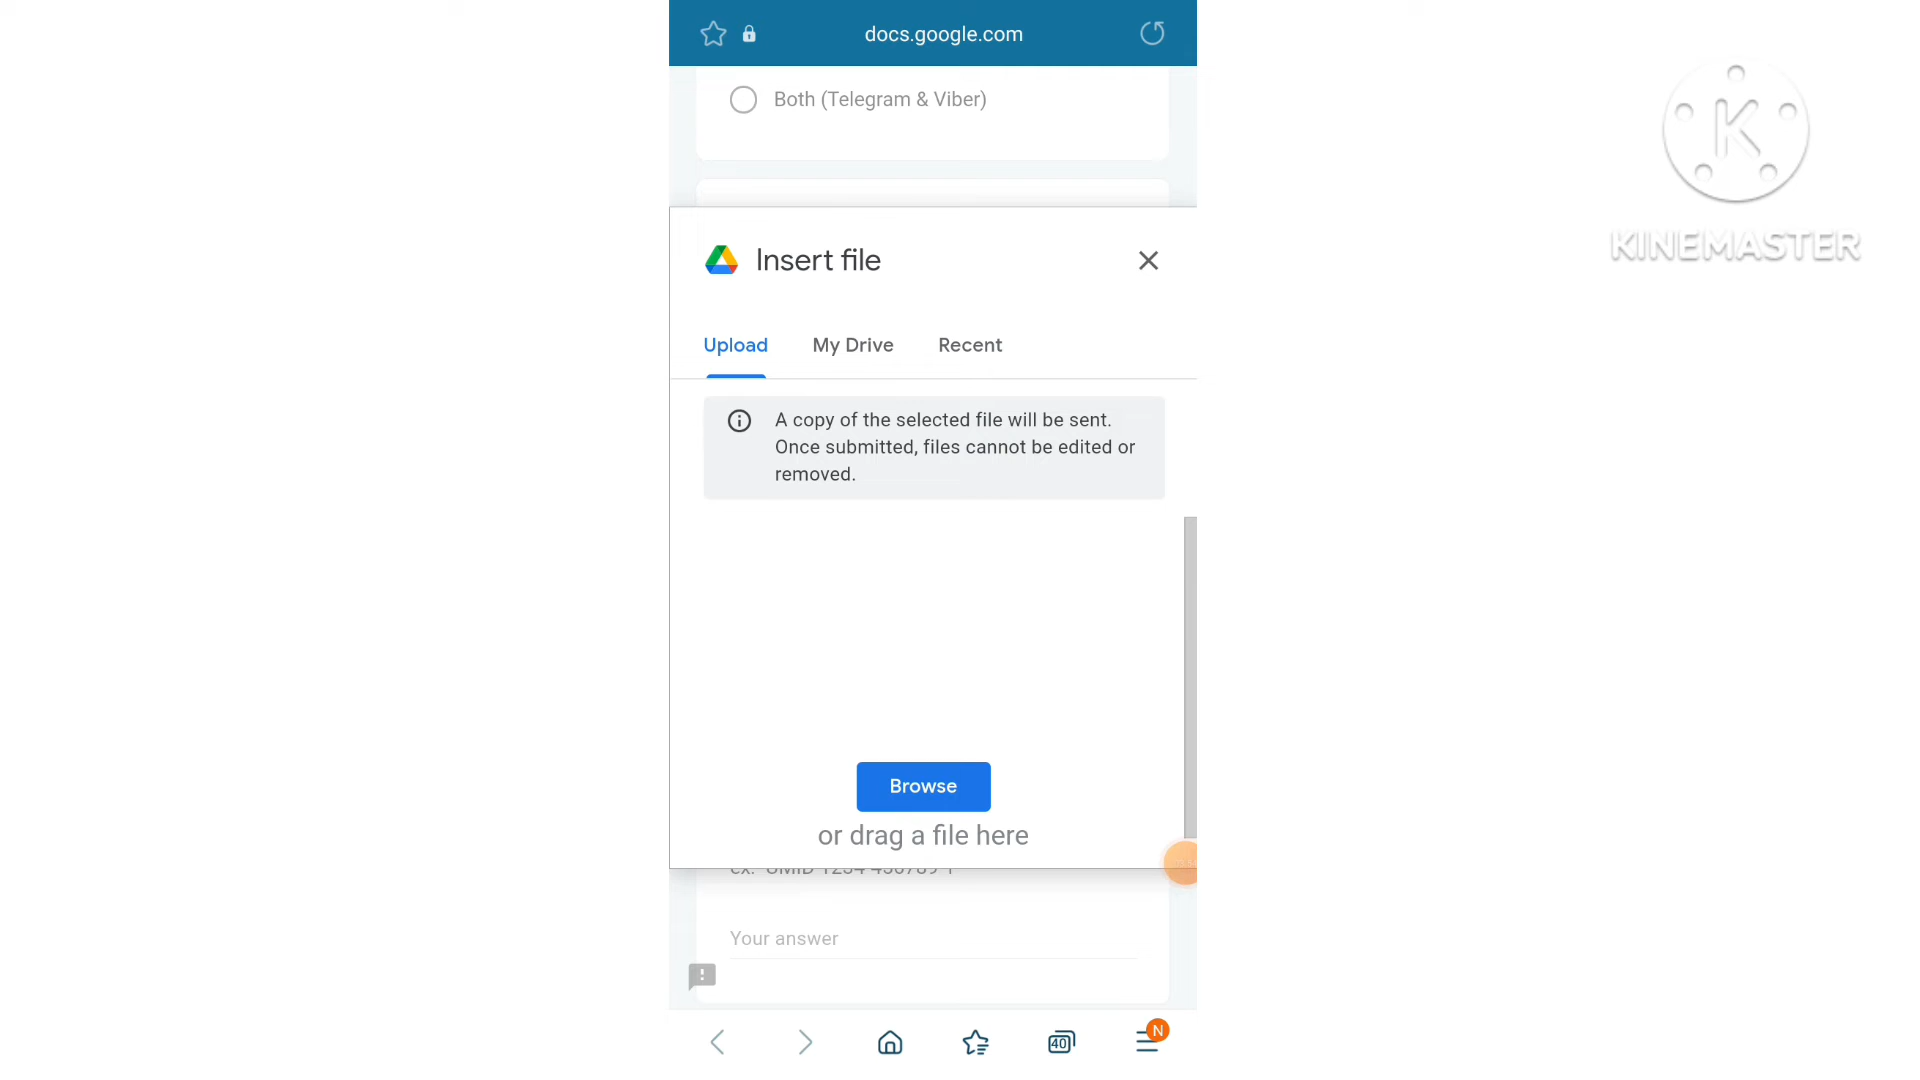 docs.google.com
Both (Telegram & Viber)
K
KINEMASTER
Insert file
Upload My Drive Recent
A copy of the selected file will be sent.
Once submitted, files cannot be edited or
removed.
Browse
or drag a file here
Your answer
40
N